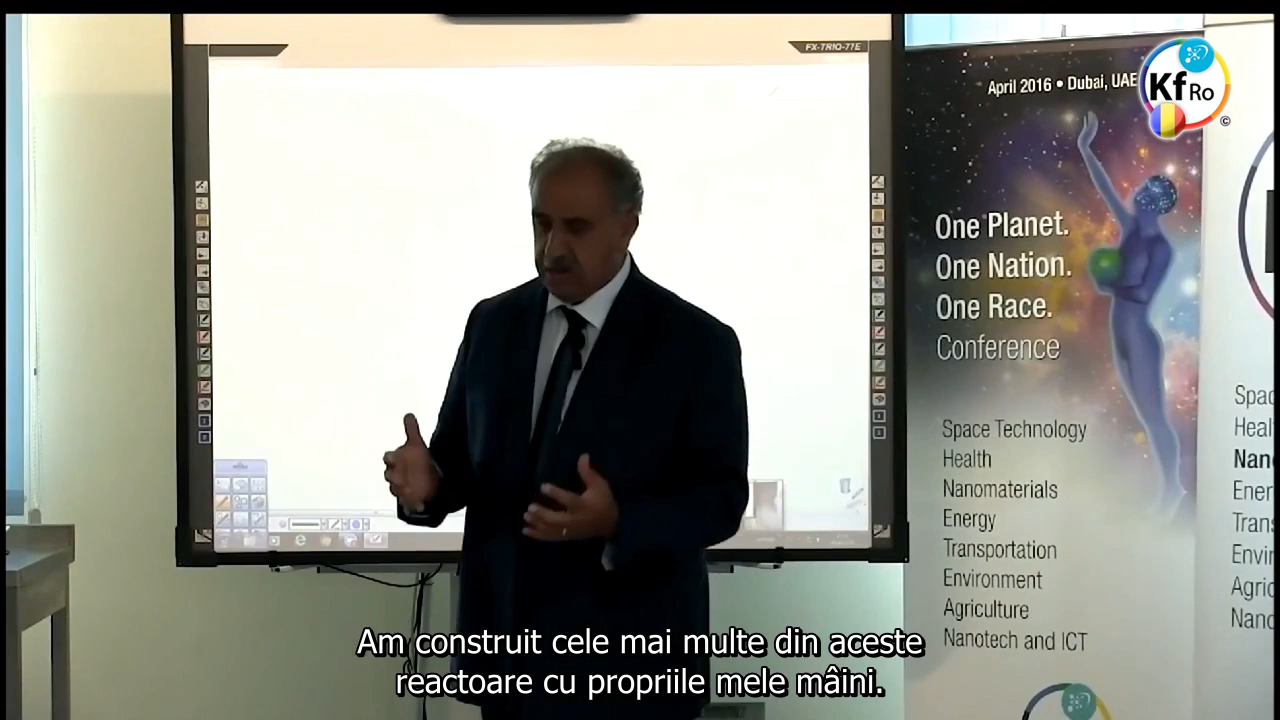 FX-TRIO-77E
April 2016 • Dubai, UAE
Kf Ro
©
One Planet.
One Nation.
One Race.
Conference
Space Technology
Health
Nanomaterials
Energy
Transportation
Environment
Agriculture
Nanotech and ICT
Am construit cele mai multe din aceste
reactoare cu propriile mele mâini.